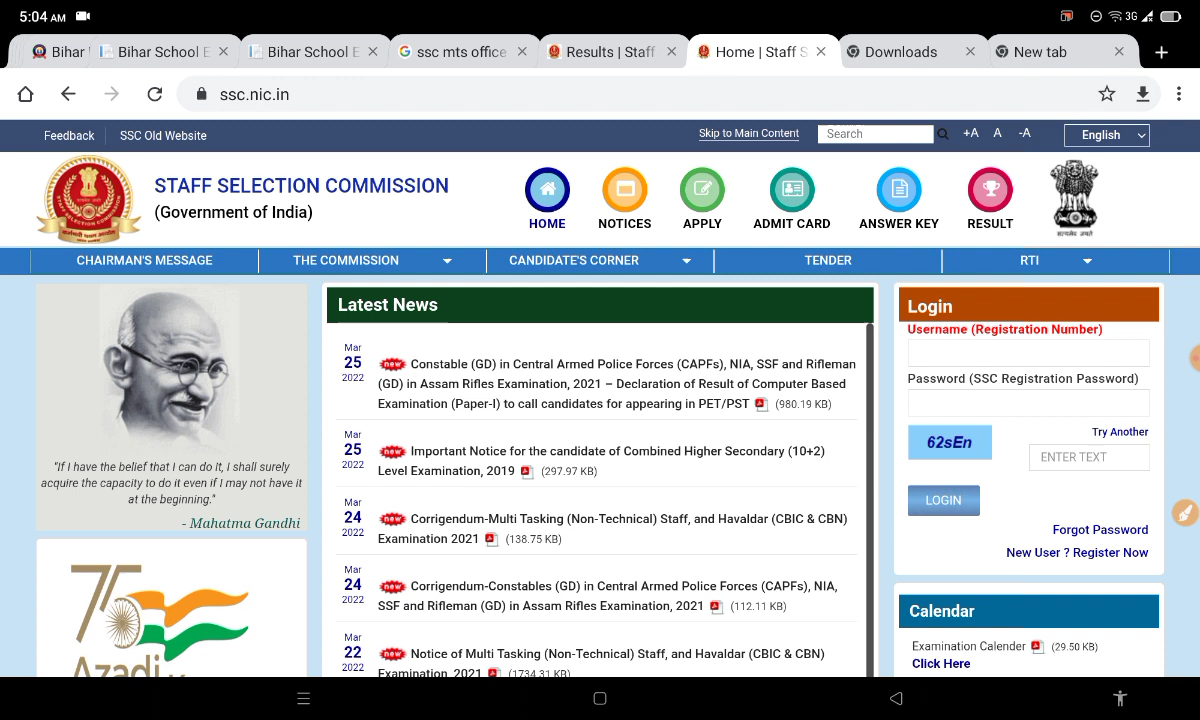 5:04 AM 3G
Bihar Bihar School E Bihar School E ssc mts office Results | Staff Home | Staff S Downloads New tab
ssc.nic.in
Feedback SSC Old Website Skip to Main Content Search +A A -A English
STAFF SELECTION COMMISSION
(Government of India)
HOME NOTICES APPLY ADMIT CARD ANSWER KEY RESULT
सत्यमेव जयते
CHAIRMAN'S MESSAGE THE COMMISSION CANDIDATE'S CORNER TENDER RTI
"If I have the belief that I can do it, I shall surely
acquire the capacity to do it even if I may not have it
at the beginning."
- Mahatma Gandhi
75
Azadi
Latest News
Mar
25
2022
new Constable (GD) in Central Armed Police Forces (CAPFs), NIA, SSF and Rifleman
(GD) in Assam Rifles Examination, 2021 – Declaration of Result of Computer Based
Examination (Paper-I) to call candidates for appearing in PET/PST (980.19 KB)
Mar
25
2022
new Important Notice for the candidate of Combined Higher Secondary (10+2)
Level Examination, 2019 (297.97 KB)
Mar
24
2022
new Corrigendum-Multi Tasking (Non-Technical) Staff, and Havaldar (CBIC & CBN)
Examination 2021 (138.75 KB)
Mar
24
2022
new Corrigendum-Constables (GD) in Central Armed Police Forces (CAPFs), NIA,
SSF and Rifleman (GD) in Assam Rifles Examination, 2021 (112.11 KB)
Mar
22
2022
new Notice of Multi Tasking (Non-Technical) Staff, and Havaldar (CBIC & CBN)
Examination, 2021 (1734.31 KB)
Login
Username (Registration Number)
Password (SSC Registration Password)
62sEn
Try Another
ENTER TEXT
LOGIN
Forgot Password
New User ? Register Now
Calendar
Examination Calender (29.50 KB)
Click Here